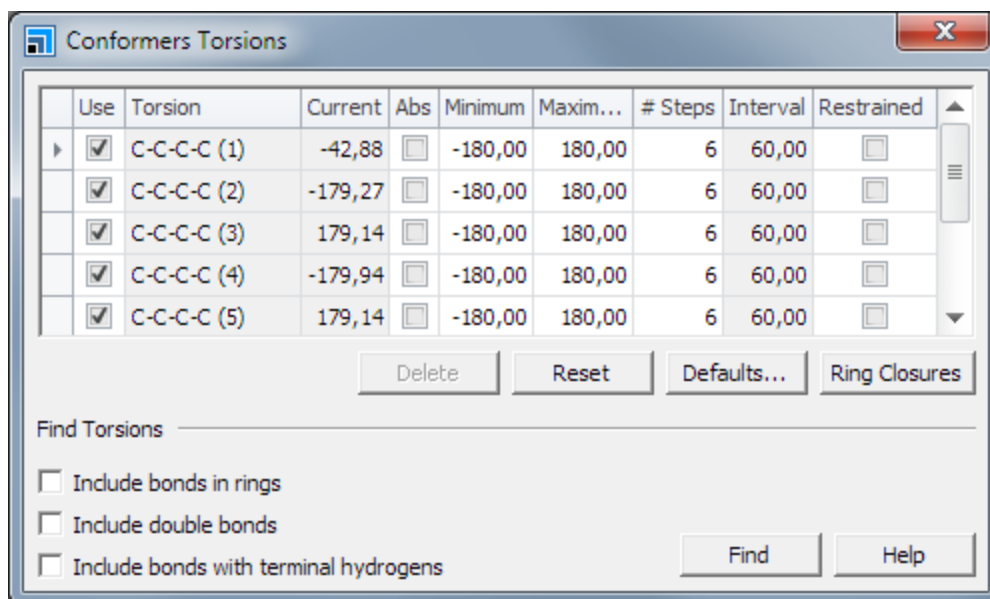 Conformers Torsions
Use Torsion Current Abs Minimum Maxim... # Steps Interval Restrained
C-C-C-C (1) -42,88 -180,00 180,00 6 60,00
C-C-C-C (2) -179,27 -180,00 180,00 6 60,00
C-C-C-C (3) 179,14 -180,00 180,00 6 60,00
C-C-C-C (4) -179,94 -180,00 180,00 6 60,00
C-C-C-C (5) 179,14 -180,00 180,00 6 60,00
Delete Reset Defaults... Ring Closures
Find Torsions
Include bonds in rings
Include double bonds
Include bonds with terminal hydrogens Find Help